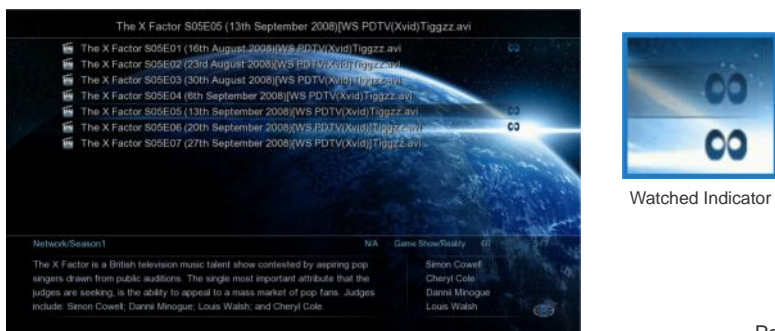 The X Factor S05E05 (13th September 2008)[WS PDTV(Xvid)Tiggzz.avi
The X Factor S05E01 (16th August 2008)[WS PDTV(Xvid)Tiggzz.avi
The X Factor S05E02 (23rd August 2008)[WS PDTV(Xvid)Tiggzz.avi
The X Factor S05E03 (30th August 2008)[WS PDTV(Xvid)Tiggzz.avi
The X Factor S05E04 (6th September 2008)[WS PDTV(Xvid)Tiggzz.avi
The X Factor S05E05 (13th September 2008)[WS PDTV(Xvid)Tiggzz.avi
The X Factor S05E06 (20th September 2008)[WS PDTV(Xvid)Tiggzz.avi
The X Factor S05E07 (27th September 2008)[WS PDTV(Xvid)]Tiggzz.avi
Watched Indicator
Network/Season1 N/A Game Show/Reality 60 5/7
The X Factor is a British television music talent show contested by aspiring pop
singers drawn from public auditions. The single most important attribute that the
judges are seeking, is the ability to appeal to a mass market of pop fans. Judges
include: Simon Cowell; Dannii Minogue; Louis Walsh; and Cheryl Cole.
Simon Cowell
Cheryl Cole
Dannii Minogue
Louis Walsh